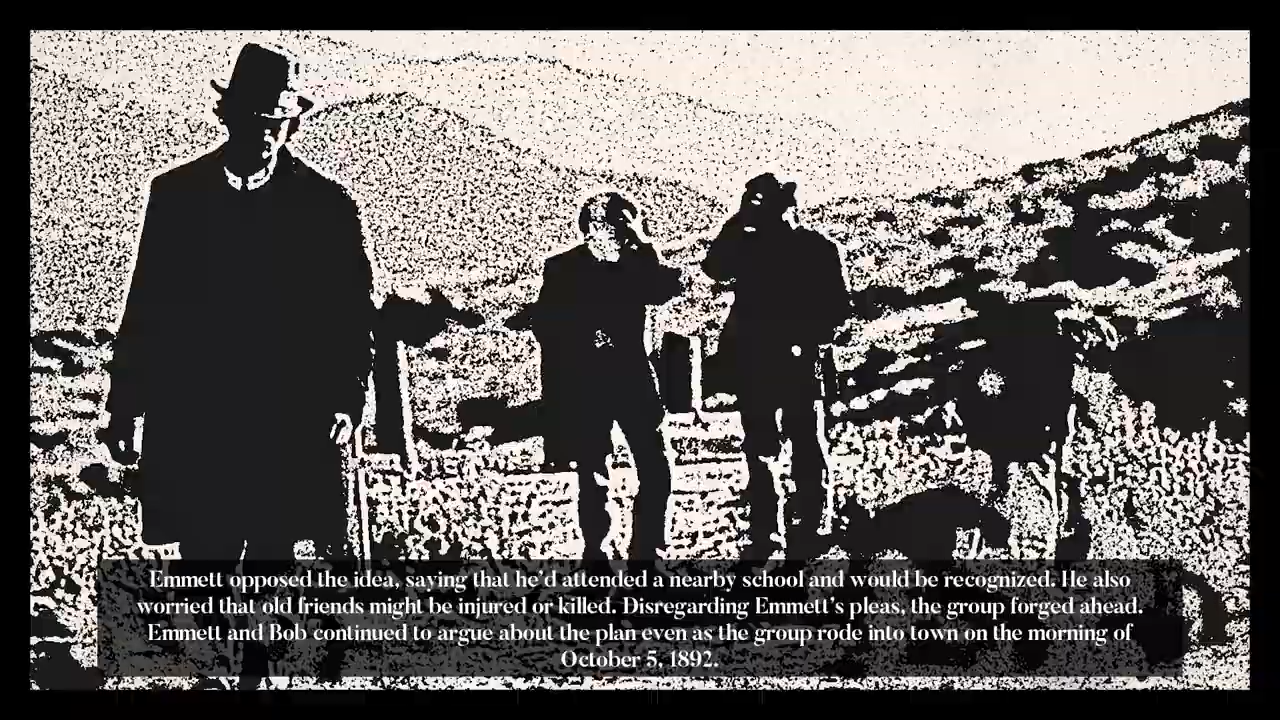 Emmett opposed the idea, saying that he'd attended a nearby school and would be recognized. He also
worried that old friends might be injured or killed. Disregarding Emmett's pleas, the group forged ahead.
Emmett and Bob continued to argue about the plan even as the group rode into town on the morning of
October 5, 1892.